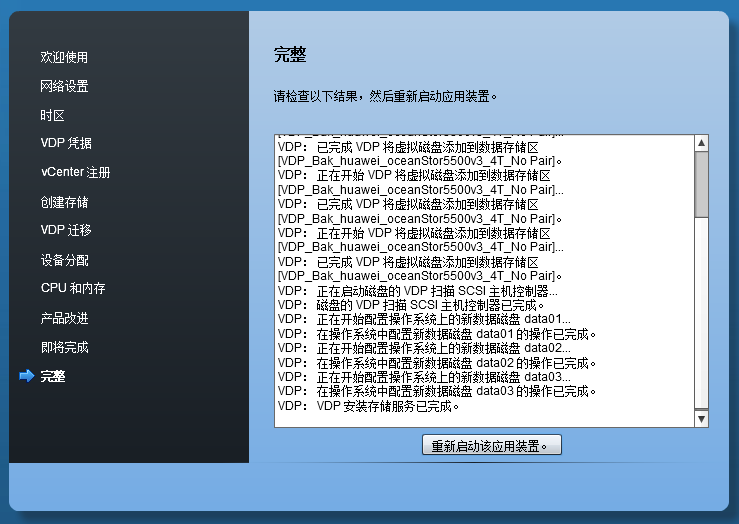 欢迎使用
网络设置
时区
VDP 凭据
vCenter 注册
创建存储
VDP 迁移
设备分配
CPU 和内存
产品改进
即将完成
完整
完整
请检查以下结果，然后重新启动应用装置。
[VDP_Bak_huawei_oceanStor5500v3_4T_No Pair]...
VDP： 已完成 VDP 将虚拟磁盘添加到数据存储区
[VDP_Bak_huawei_oceanStor5500v3_4T_No Pair]。
VDP： 正在开始 VDP 将虚拟磁盘添加到数据存储区
[VDP_Bak_huawei_oceanStor5500v3_4T_No Pair]...
VDP： 已完成 VDP 将虚拟磁盘添加到数据存储区
[VDP_Bak_huawei_oceanStor5500v3_4T_No Pair]。
VDP： 正在开始 VDP 将虚拟磁盘添加到数据存储区
[VDP_Bak_huawei_oceanStor5500v3_4T_No Pair]...
VDP： 已完成 VDP 将虚拟磁盘添加到数据存储区
[VDP_Bak_huawei_oceanStor5500v3_4T_No Pair]。
VDP： 正在启动磁盘的 VDP 扫描 SCSI 主机控制器...
VDP： 磁盘的 VDP 扫描 SCSI 主机控制器已完成。
VDP： 正在开始配置操作系统上的新数据磁盘 data01...
VDP： 在操作系统中配置新数据磁盘 data01 的操作已完成。
VDP： 正在开始配置操作系统上的新数据磁盘 data02...
VDP： 在操作系统中配置新数据磁盘 data02 的操作已完成。
VDP： 正在开始配置操作系统上的新数据磁盘 data03...
VDP： 在操作系统中配置新数据磁盘 data03 的操作已完成。
VDP： VDP 安装存储服务已完成。
重新启动该应用装置。